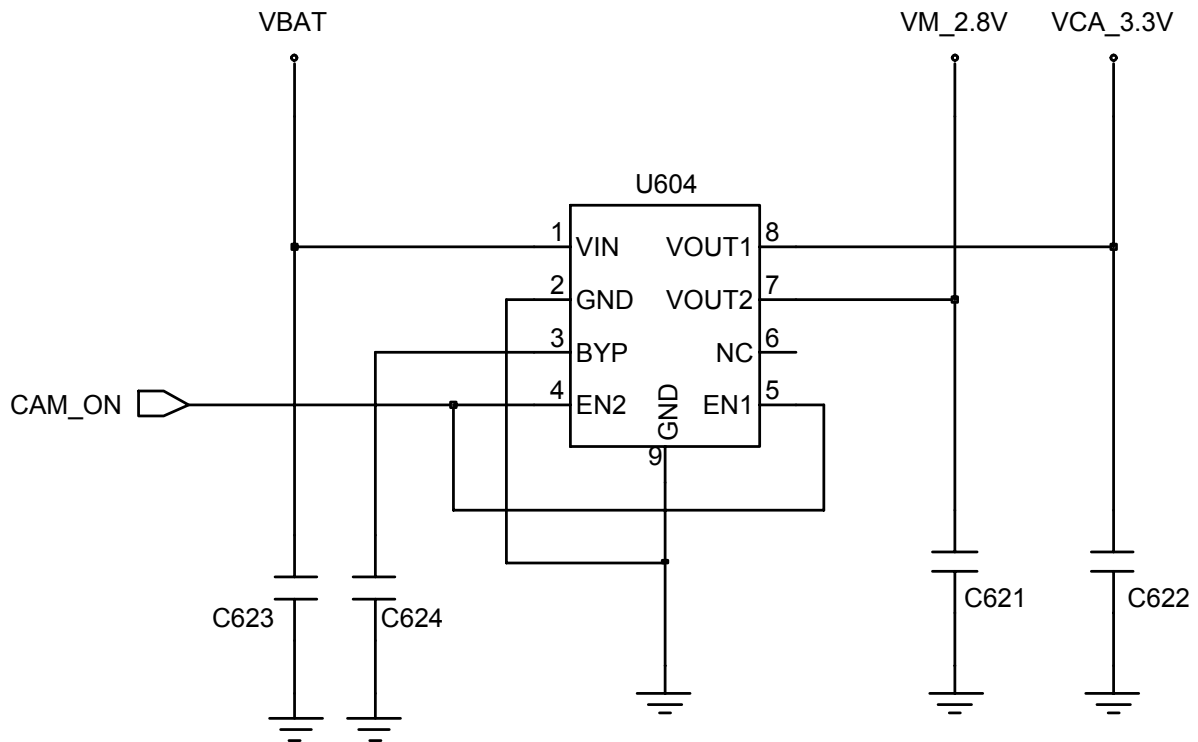 VBAT
VM_2.8V
VCA_3.3V
U604
1
VIN
VOUT1
8
2
GND
VOUT2
7
3
BYP
NC
6
CAM_ON
4
EN2
GND
EN1
5
9
C623
C624
C621
C622